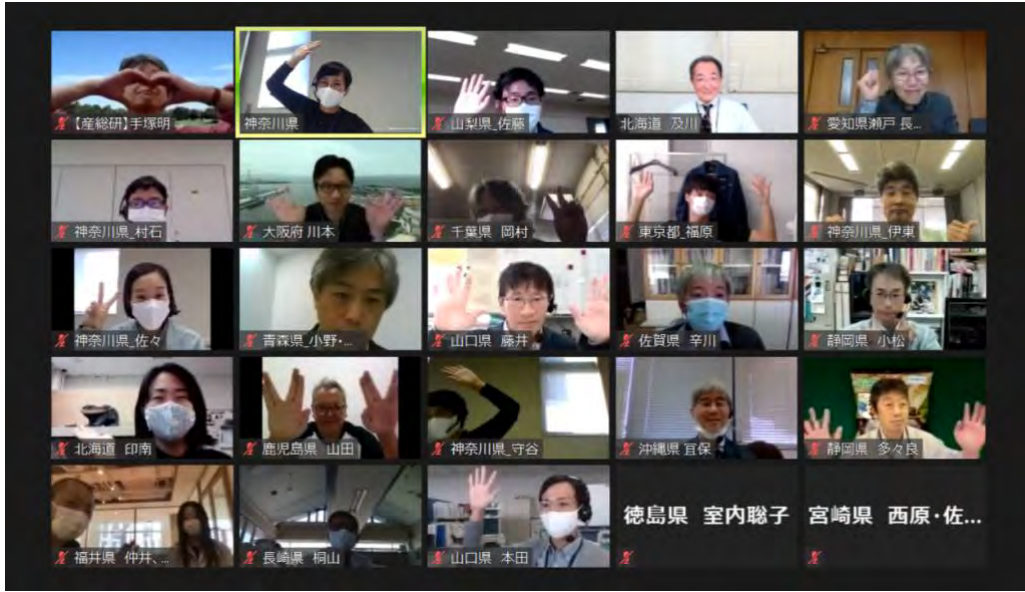 【産総研】手塚明
神奈川県
山梨県_佐藤
北海道 及川
愛知県瀬戸 長...
神奈川県_村石
大阪府 川本
千葉県 岡村
東京都_福原
神奈川県_伊東
神奈川県_佐々
青森県_小野・...
山口県 藤井
佐賀県 辛川
静岡県 小松
北海道 印南
鹿児島県 山田
神奈川県_守谷
沖縄県 宜保
静岡県 多々良
福井県 仲井、...
長崎県 桐山
山口県 本田
徳島県 室内聡子
宮崎県 西原・佐...